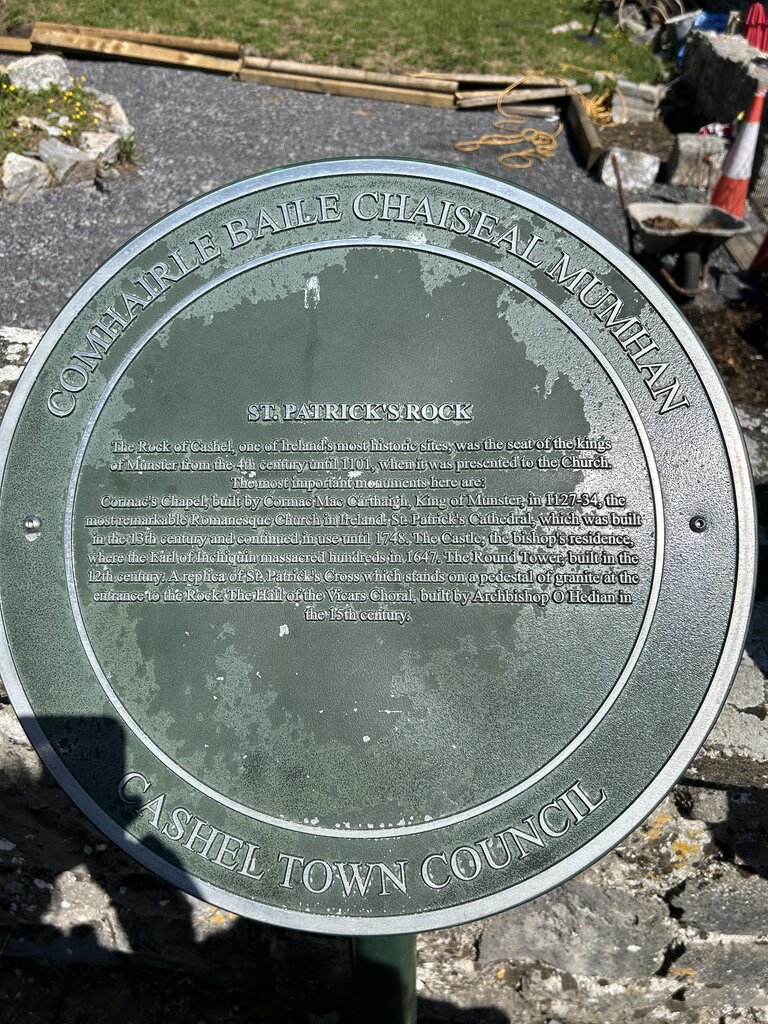 COMHAIRLE BAILE CHAISEAL MUMHAN
ST. PATRICK'S ROCK
The Rock of Cashel, one of Ireland's most historic sites, was the seat of the kings
of Munster from the 4th century until 1101, when it was presented to the Church.
The most important monuments here are:
Cormac's Chapel, built by Cormac Mac Carthaigh, King of Munster, in 1127-34, the
most remarkable Romanesque Church in Ireland. St. Patrick's Cathedral, which was built
in the 13th century and continued in use until 1748. The Castle, the bishop's residence,
where the Earl of Inchiquin massacred hundreds in 1647. The Round Tower, built in the
12th century. A replica of St. Patrick's Cross which stands on a pedestal of granite at the
entrance to the Rock. The Hall of the Vicars Choral, built by Archbishop O'Hedian in
the 15th century.
CASHEL TOWN COUNCIL